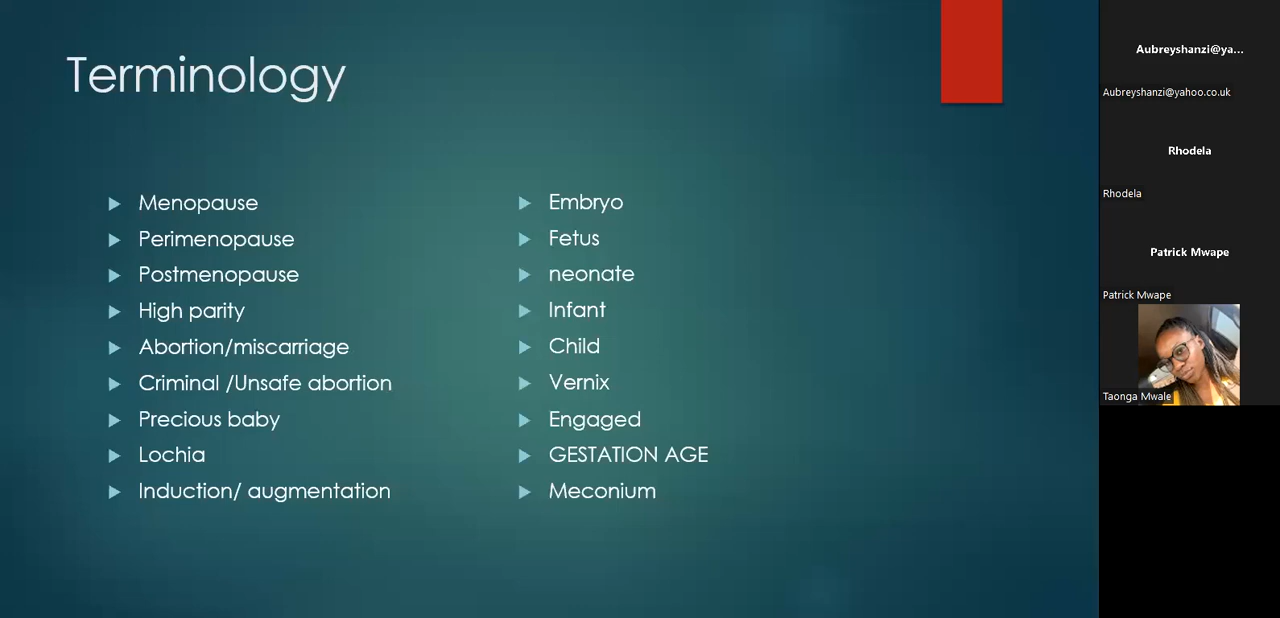 Terminology
Menopause
Perimenopause
Postmenopause
High parity
Abortion/miscarriage
Criminal /Unsafe abortion
Precious baby
Lochia
Induction/ augmentation
Embryo
Fetus
neonate
Infant
Child
Vernix
Engaged
GESTATION AGE
Meconium
Aubreyshanzi@ya...
Aubreyshanzi@yahoo.co.uk
Rhodela
Rhodela
Patrick Mwape
Patrick Mwape
Taonga Mwale